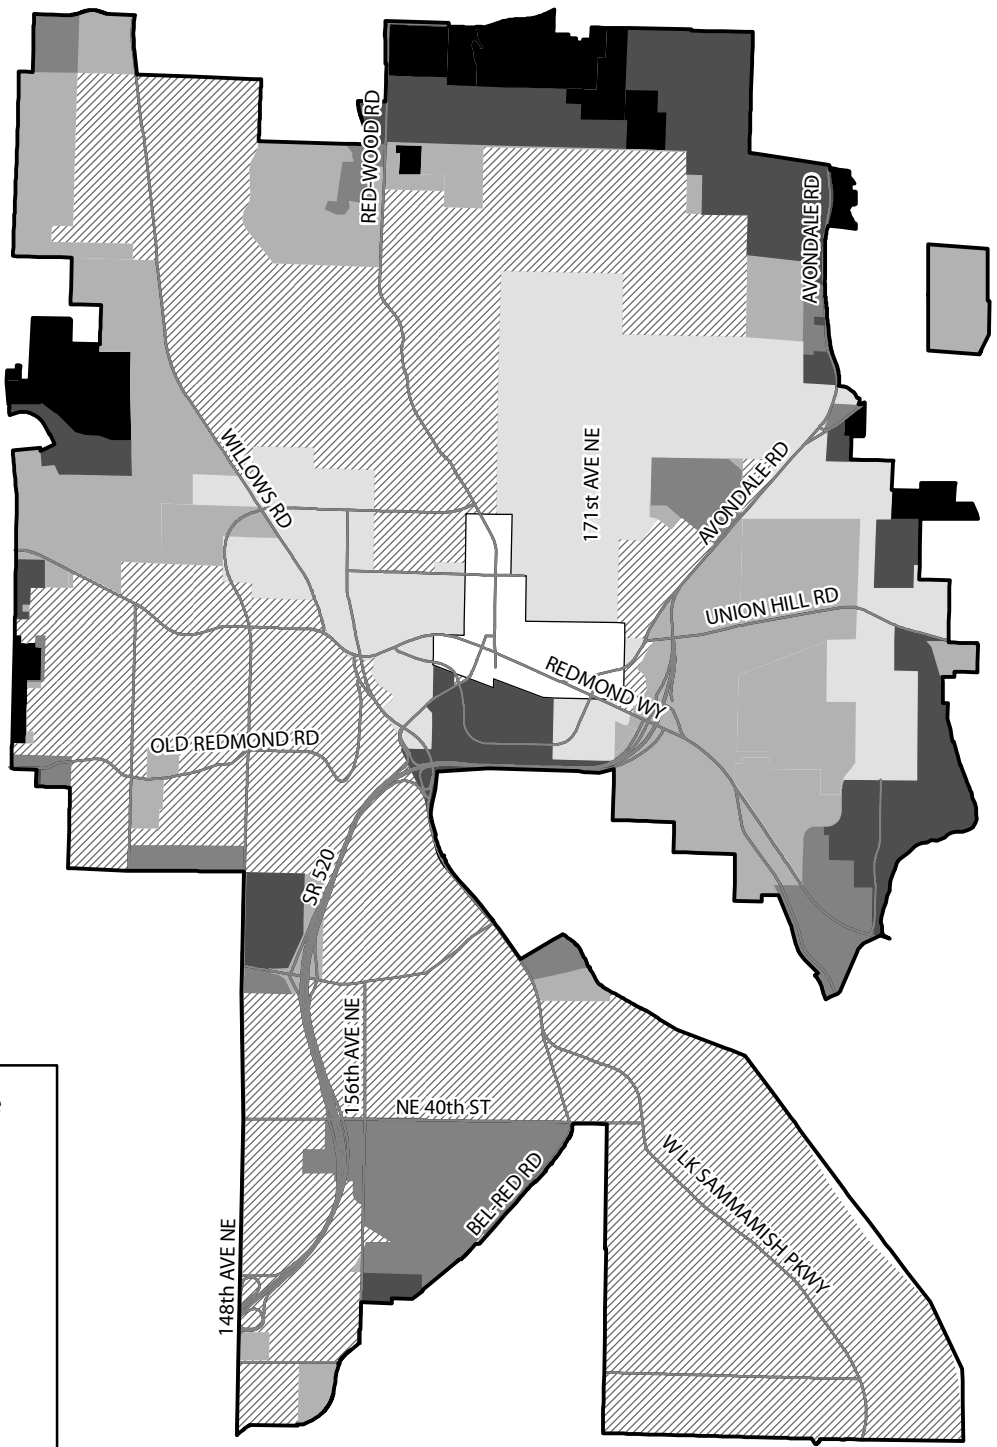 RED-WOOD RD
AVONDALE RD
WILLOWS RD
171st AVE NE
AVONDALE RD
UNION HILL RD
REDMOND WY
OLD REDMOND RD
SR 520
156th AVE NE
NE 40th ST
BEL-RED RD
W LK SAMMAMISH PKWY
148th AVE NE